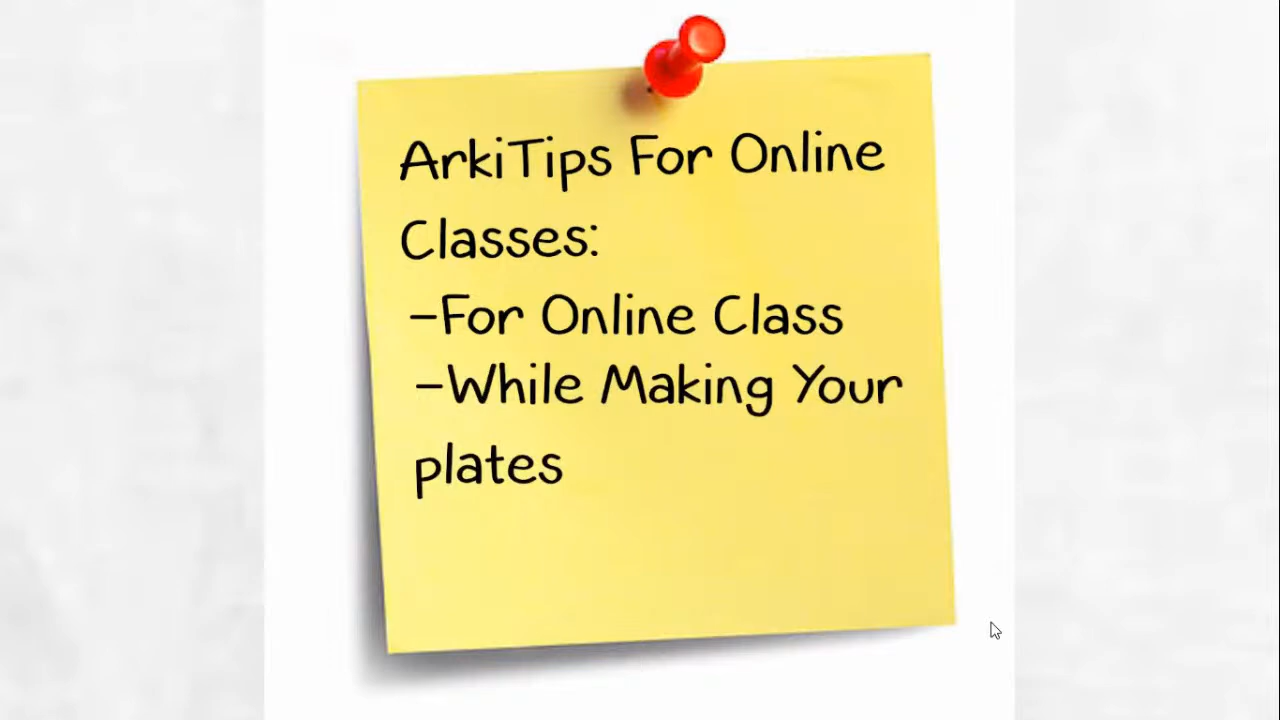 ArkiTips For Online
Classes:
-For Online Class
-While Making Your
plates